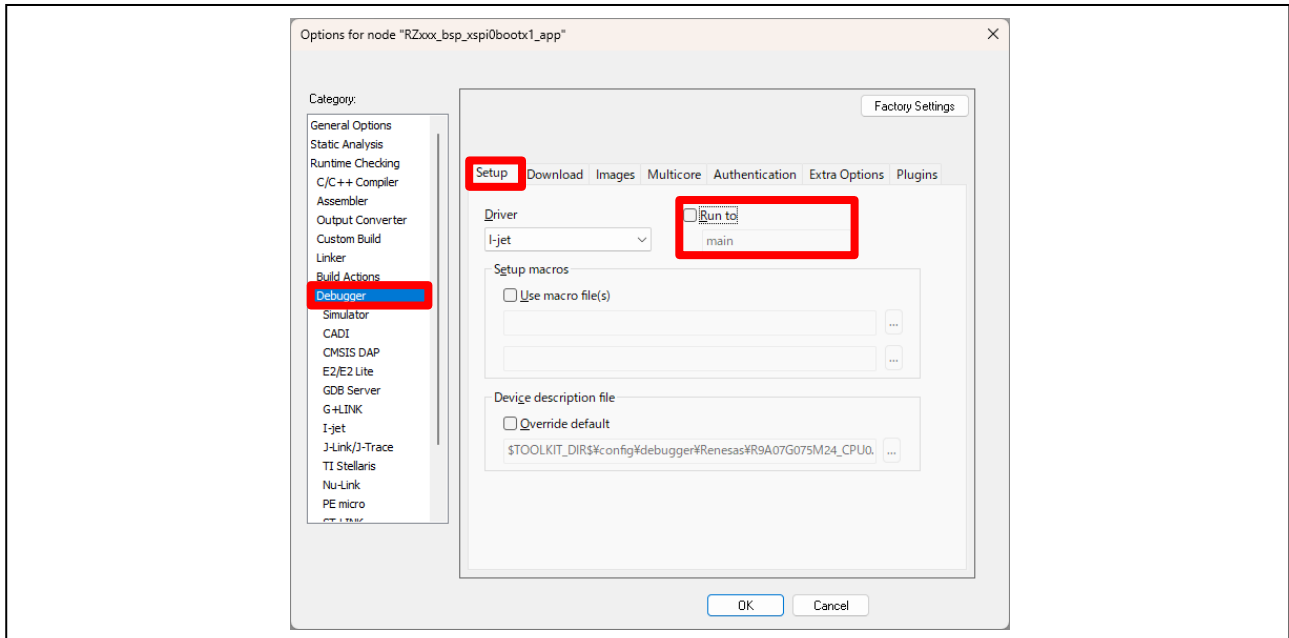 Options for node "RZxxx_bsp_xspi0bootx1_app"
Category:
Factory Settings
General Options
Static Analysis
Runtime Checking
C/C++ Compiler
Assembler
Output Converter
Custom Build
Linker
Build Actions
Debugger
Simulator
CADI
CMSIS DAP
E2/E2 Lite
GDB Server
G+LINK
I-jet
J-Link/J-Trace
TI Stellaris
Nu-Link
PE micro
ST-LINK
Setup Download Images Multicore Authentication Extra Options Plugins
Driver
I-jet
Run to
main
Setup macros
Use macro file(s)
...
...
Device description file
Override default
$TOOLKIT_DIR$¥config¥debugger¥Renesas¥R9A07G075M24_CPU0.
...
OK Cancel